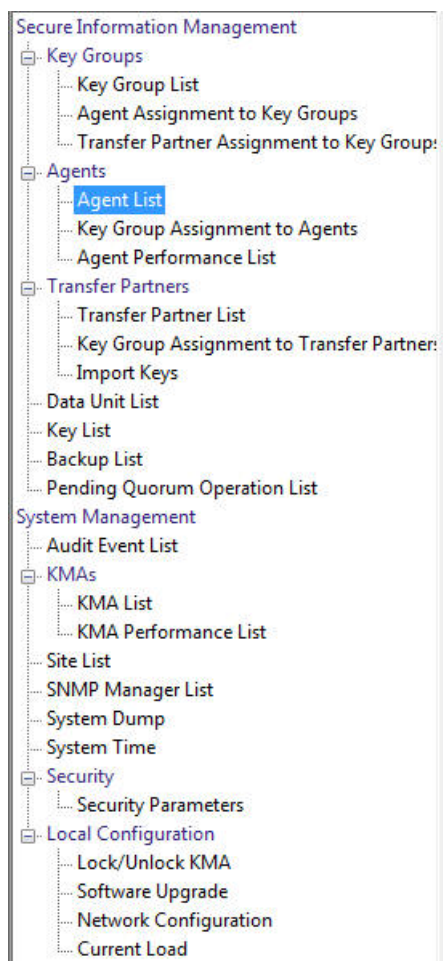 Secure Information Management
Key Groups
Key Group List
Agent Assignment to Key Groups
Transfer Partner Assignment to Key Groups
Agents
Agent List
Key Group Assignment to Agents
Agent Performance List
Transfer Partners
Transfer Partner List
Key Group Assignment to Transfer Partners
Import Keys
Data Unit List
Key List
Backup List
Pending Quorum Operation List
System Management
Audit Event List
KMAs
KMA List
KMA Performance List
Site List
SNMP Manager List
System Dump
System Time
Security
Security Parameters
Local Configuration
Lock/Unlock KMA
Software Upgrade
Network Configuration
Current Load